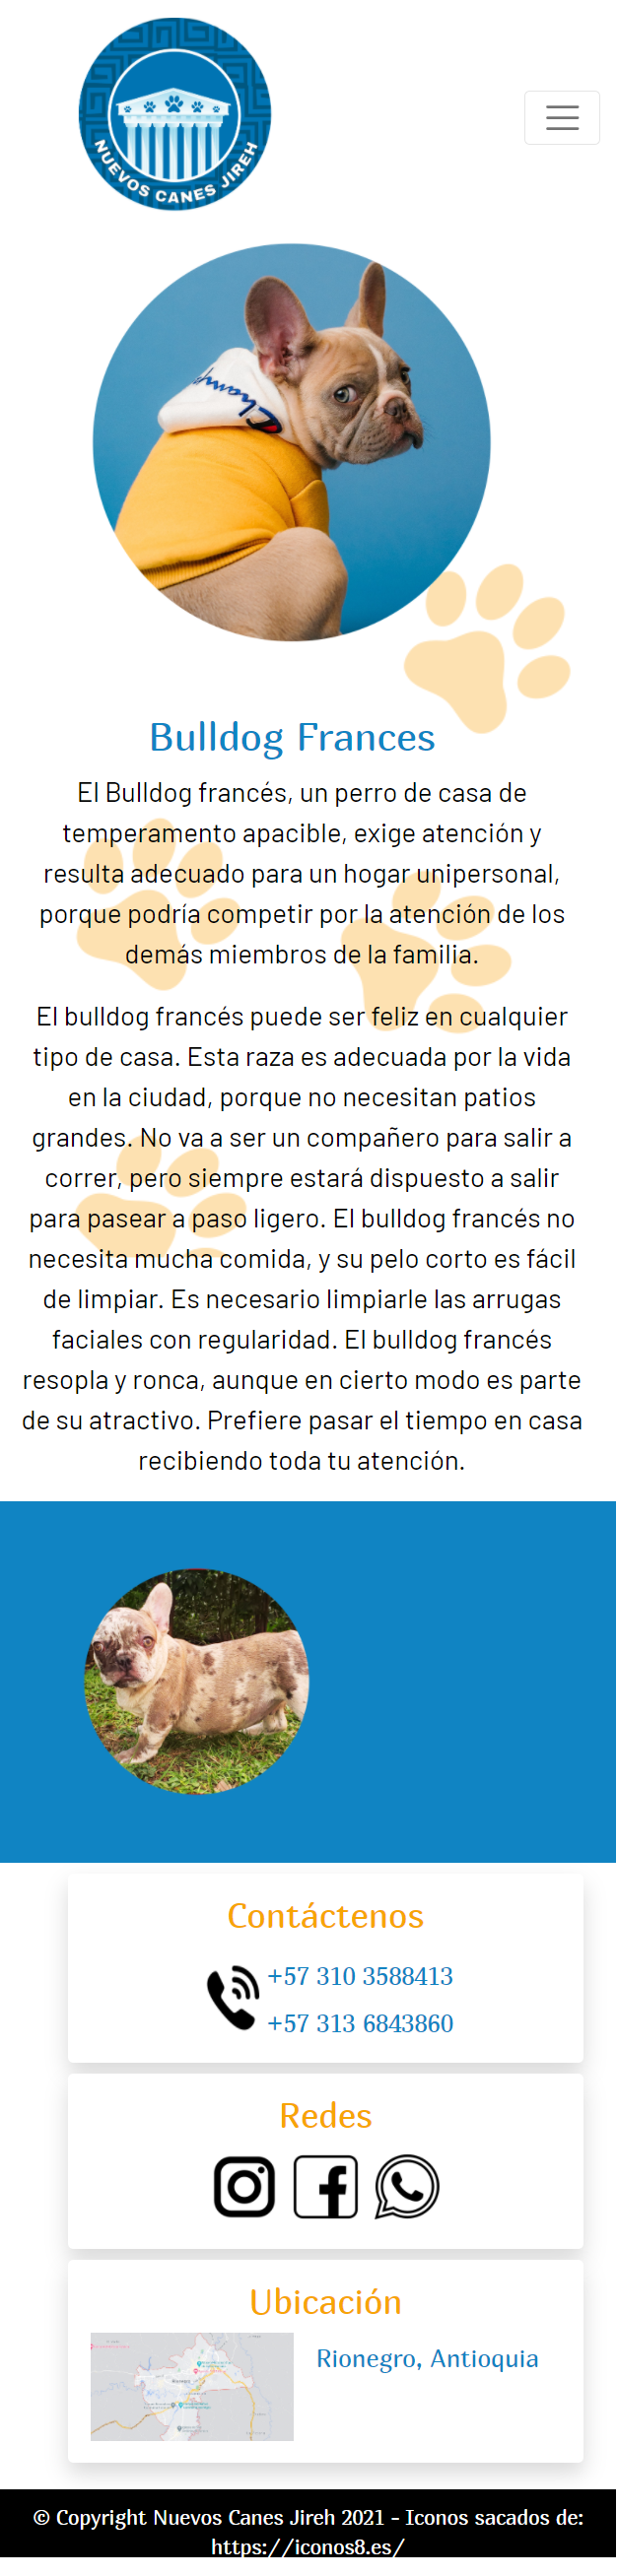 NUEVOS CANES JIREH
Champion
Bulldog Frances
El Bulldog francés, un perro de casa de
temperamento apacible, exige atención y
resulta adecuado para un hogar unipersonal,
porque podría competir por la atención de los
demás miembros de la familia.
El bulldog francés puede ser feliz en cualquier
tipo de casa. Esta raza es adecuada por la vida
en la ciudad, porque no necesitan patios
grandes. No va a ser un compañero para salir a
correr, pero siempre estará dispuesto a salir
para pasear a paso ligero. El bulldog francés no
necesita mucha comida, y su pelo corto es fácil
de limpiar. Es necesario limpiarle las arrugas
faciales con regularidad. El bulldog francés
resopla y ronca, aunque en cierto modo es parte
de su atractivo. Prefiere pasar el tiempo en casa
recibiendo toda tu atención.
Contáctenos
+57 310 3588413
+57 313 6843860
Redes
Ubicación
Rionegro, Antioquia
© Copyright Nuevos Canes Jireh 2021 - Iconos sacados de:
https://iconos8.es/